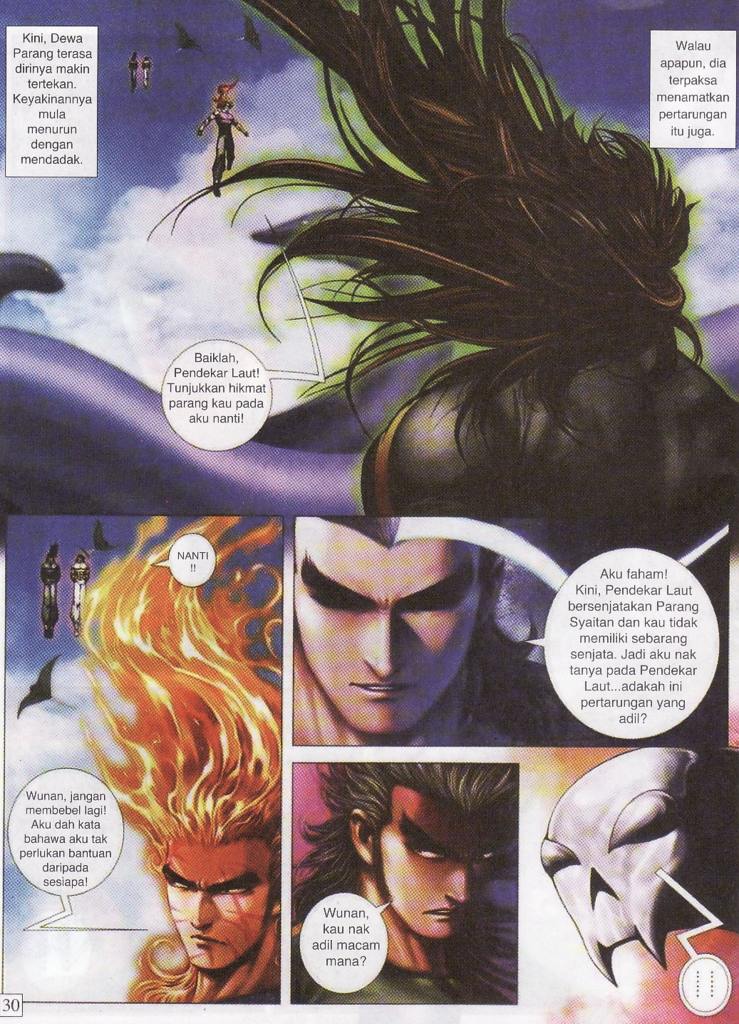 Kini, Dewa
Parang terasa
dirinya makin
tertekan.
Keyakinannya
mula
menurun
dengan
mendadak.
Walau
apapun, dia
terpaksa
menamatkan
pertarungan
itu juga.
Baiklah,
Pendekar Laut!
Tunjukkan hikmat
parang kau pada
aku nanti!
NANTI
!!
Aku faham!
Kini, Pendekar Laut
bersenjatakan Parang
Syaitan dan kau tidak
memiliki sebarang
senjata. Jadi aku nak
tanya pada Pendekar
Laut...adakah ini
pertarungan yang
adil?
Wunan, jangan
membebel lagi!
Aku dah kata
bahawa aku tak
perlukan bantuan
daripada
sesiapa!
Wunan,
kau nak
adil macam
mana?
30